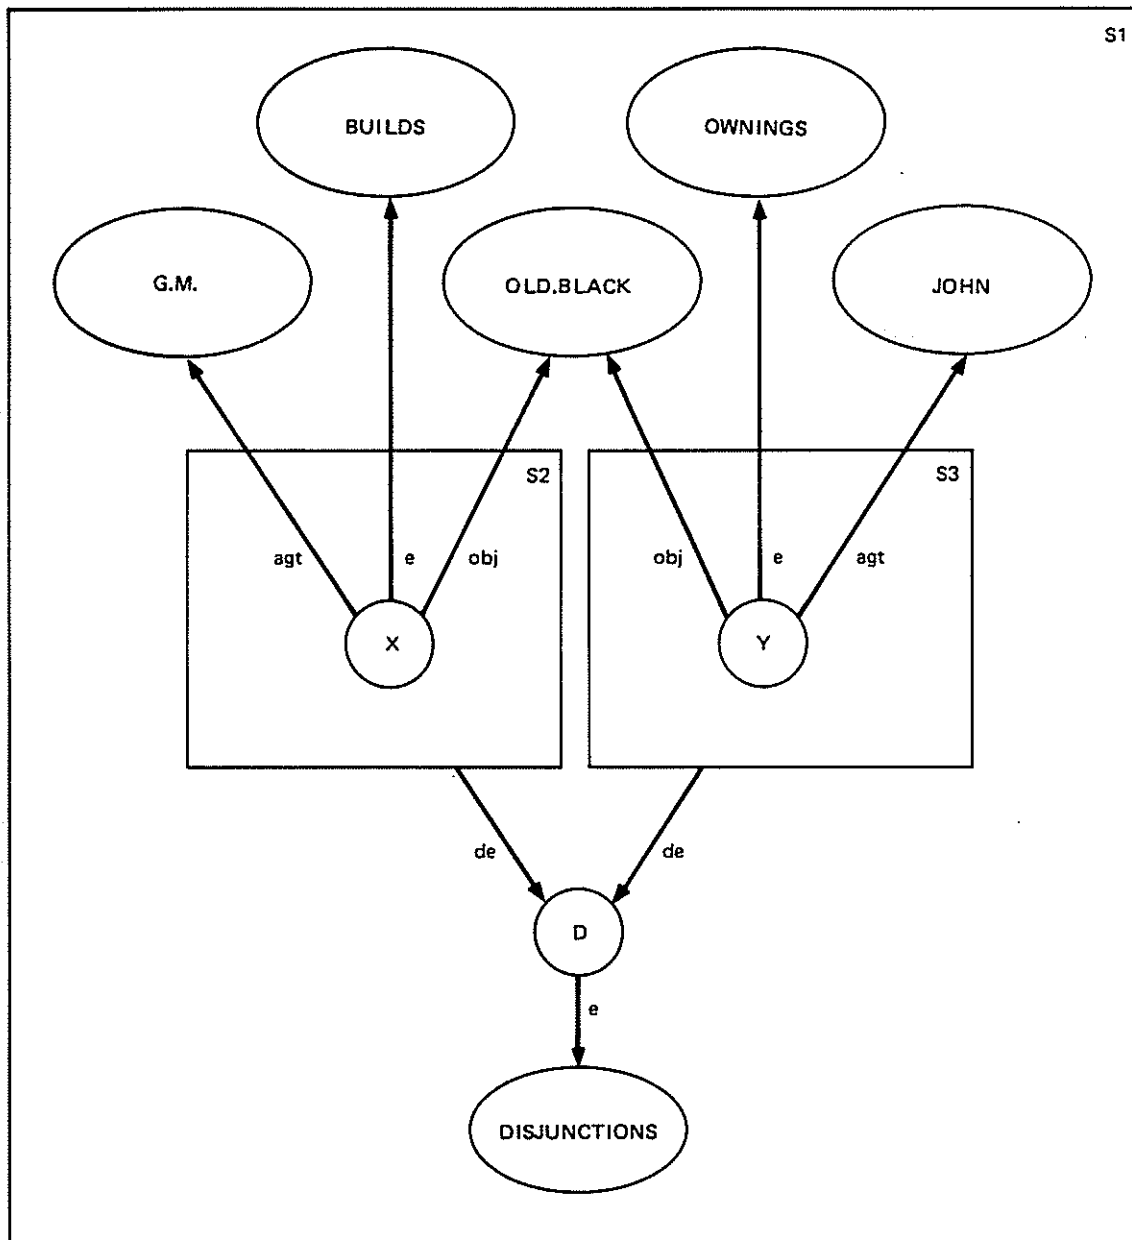 S1
BUILDS
OWNINGS
G.M.
OLD.BLACK
JOHN
S2
S3
agt
e
obj
obj
e
agt
X
Y
de
de
D
e
DISJUNCTIONS